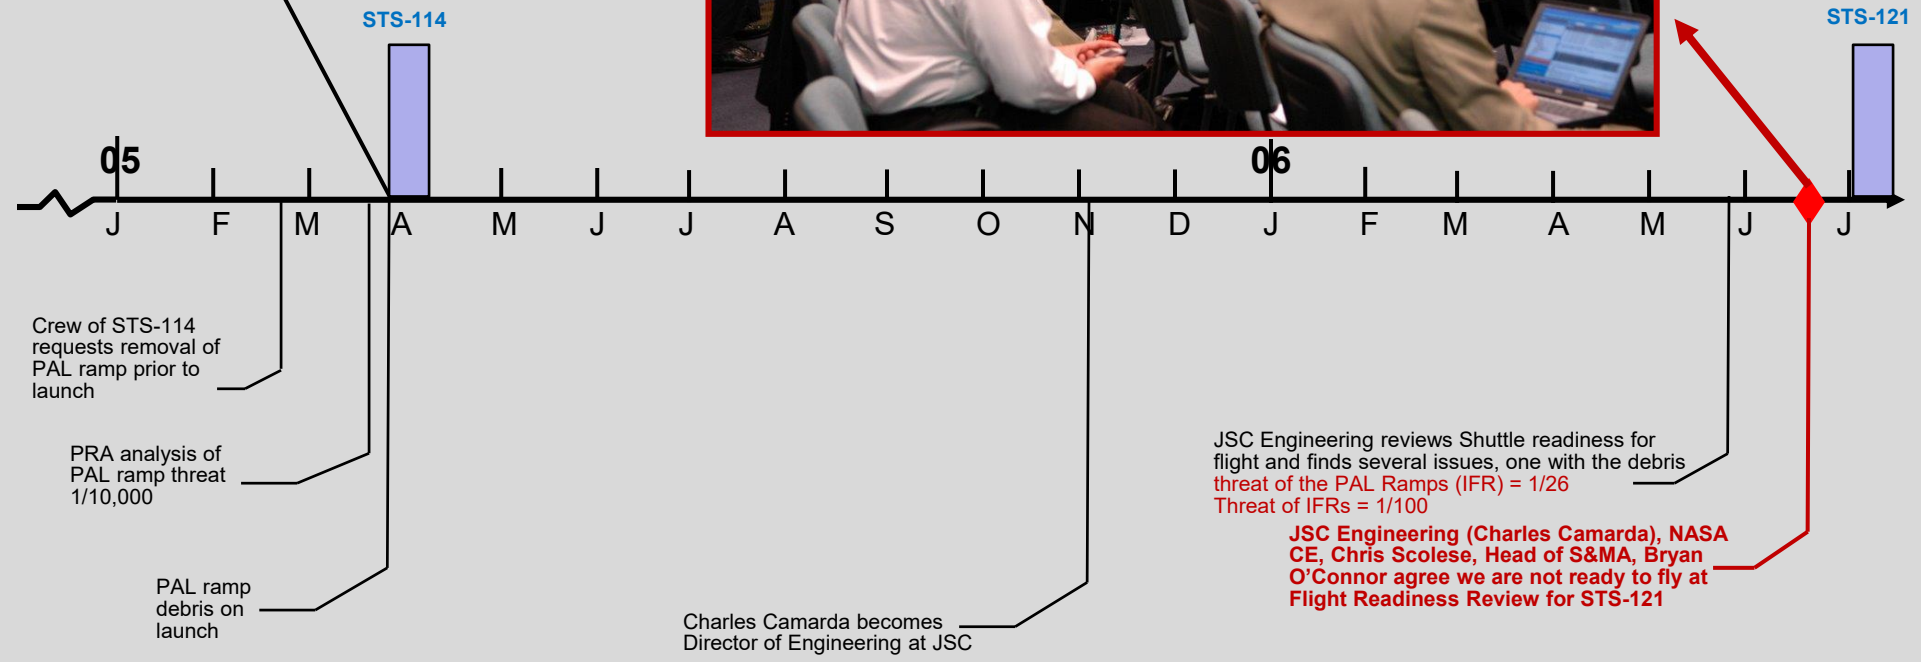 STS-114
STS-121
05
06
J F M A M J J A S O N D J F M A M J J
Crew of STS-114
requests removal of
PAL ramp prior to
launch
PRA analysis of
PAL ramp threat
1/10,000
PAL ramp
debris on
launch
Charles Camarda becomes
Director of Engineering at JSC
JSC Engineering reviews Shuttle readiness for
flight and finds several issues, one with the debris
threat of the PAL Ramps (IFR) = 1/26
Threat of IFRs = 1/100
JSC Engineering (Charles Camarda), NASA
CE, Chris Scolese, Head of S&MA, Bryan
O’Connor agree we are not ready to fly at
Flight Readiness Review for STS-121